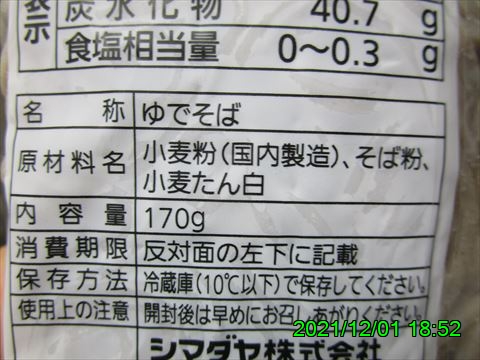 表示
炭水化物 40.7 g
食塩相当量 0〜0.3 g
名称 ゆでそば
原材料名 小麦粉(国内製造)、そば粉、
小麦たん白
内容量 170g
消費期限 反対面の左下に記載
保存方法 冷蔵庫(10℃以下)で保存してください。
使用上の注意 開封後は早めにお召しあがりください。
シマダヤ株式会社
2021/12/01 18:52